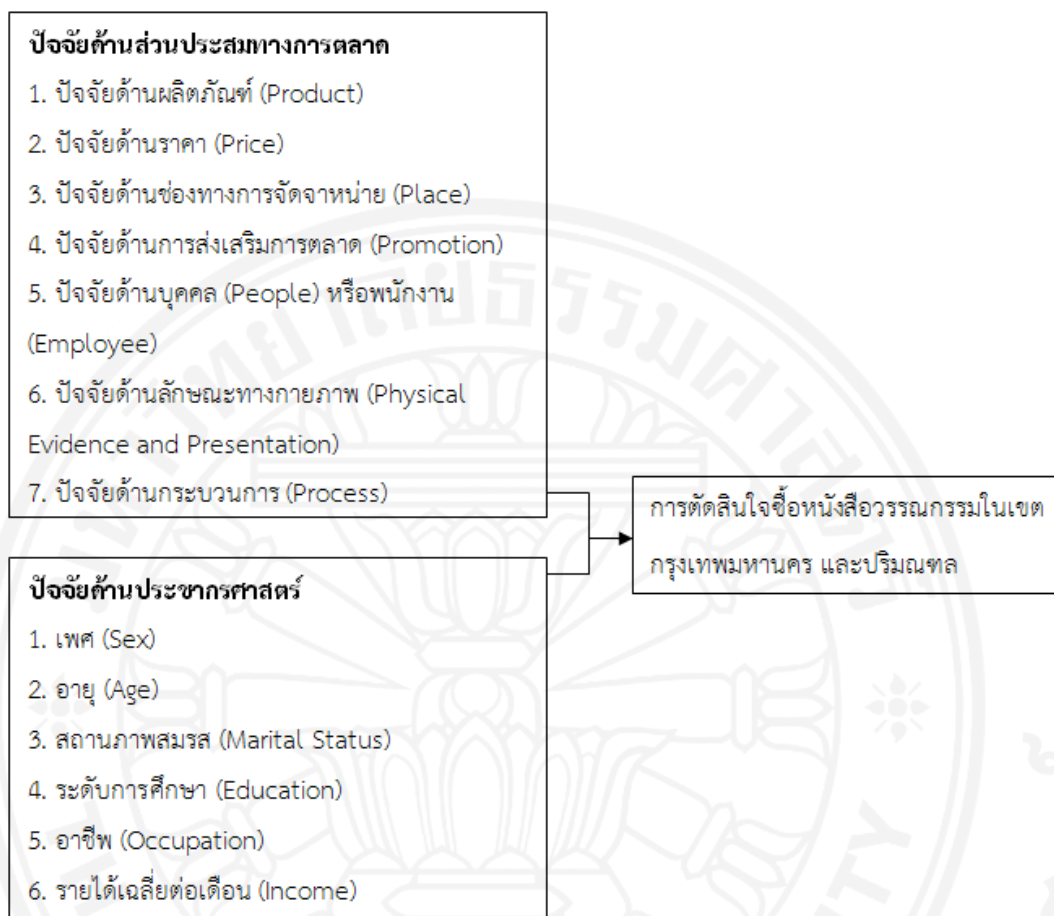 ปัจจัยด้านส่วนประสมทางการตลาด
1. ปัจจัยด้านผลิตภัณฑ์ (Product)
2. ปัจจัยด้านราคา (Price)
3. ปัจจัยด้านช่องทางการจัดจาหน่าย (Place)
4. ปัจจัยด้านการส่งเสริมการตลาด (Promotion)
5. ปัจจัยด้านบุคคล (People) หรือพนักงาน
(Employee)
6. ปัจจัยด้านลักษณะทางกายภาพ (Physical
Evidence and Presentation)
7. ปัจจัยด้านกระบวนการ (Process)
การตัดสินใจซื้อหนังสือวรรณกรรมในเขต
กรุงเทพมหานคร และปริมณฑล
ปัจจัยด้านประชากรศาสตร์
1. เพศ (Sex)
2. อายุ (Age)
3. สถานภาพสมรส (Marital Status)
4. ระดับการศึกษา (Education)
5. อาชีพ (Occupation)
6. รายได้เฉลี่ยต่อเดือน (Income)